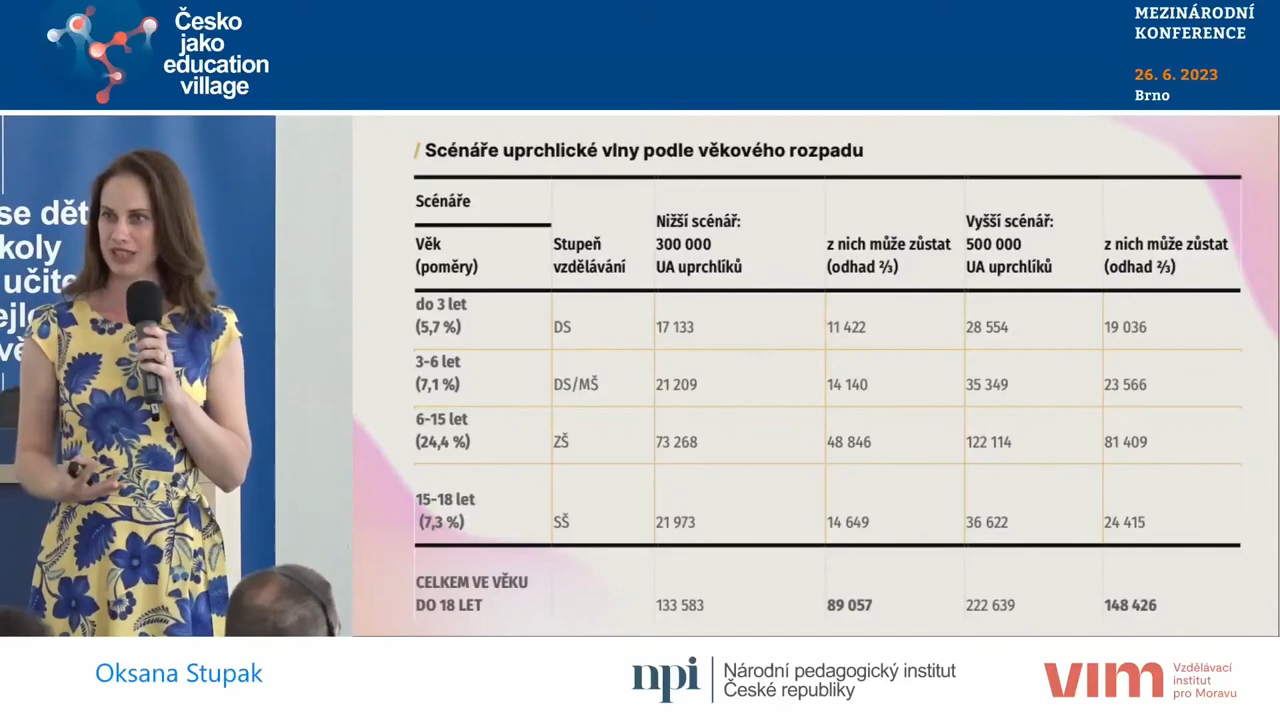 Česko
jako
education
village
MEZINÁRODNÍ
KONFERENCE
26. 6. 2023
Brno
se dět
koly
učite
/ Scénáře uprchlické vlny podle věkového rozpadu
Scénáře
Věk (poměry) Stupeň vzdělávání Nižší scénář: 300 000 UA uprchlíků z nich může zůstat (odhad ⅔) Vyšší scénář: 500 000 UA uprchlíků z nich může zůstat (odhad ⅔)
do 3 let
(5,7 %) DS 17 133 11 422 28 554 19 036
3-6 let
(7,1 %) DS/MŠ 21 209 14 140 35 349 23 566
6-15 let
(24,4 %) ZŠ 73 268 48 846 122 114 81 409
15-18 let
(7,3 %) SŠ 21 973 14 649 36 622 24 415
CELKEM VE VĚKU
DO 18 LET 133 583 89 057 222 639 148 426
Oksana Stupak
npi
Národní pedagogický institut
České republiky
vim
Vzdělávací
institut
pro Moravu